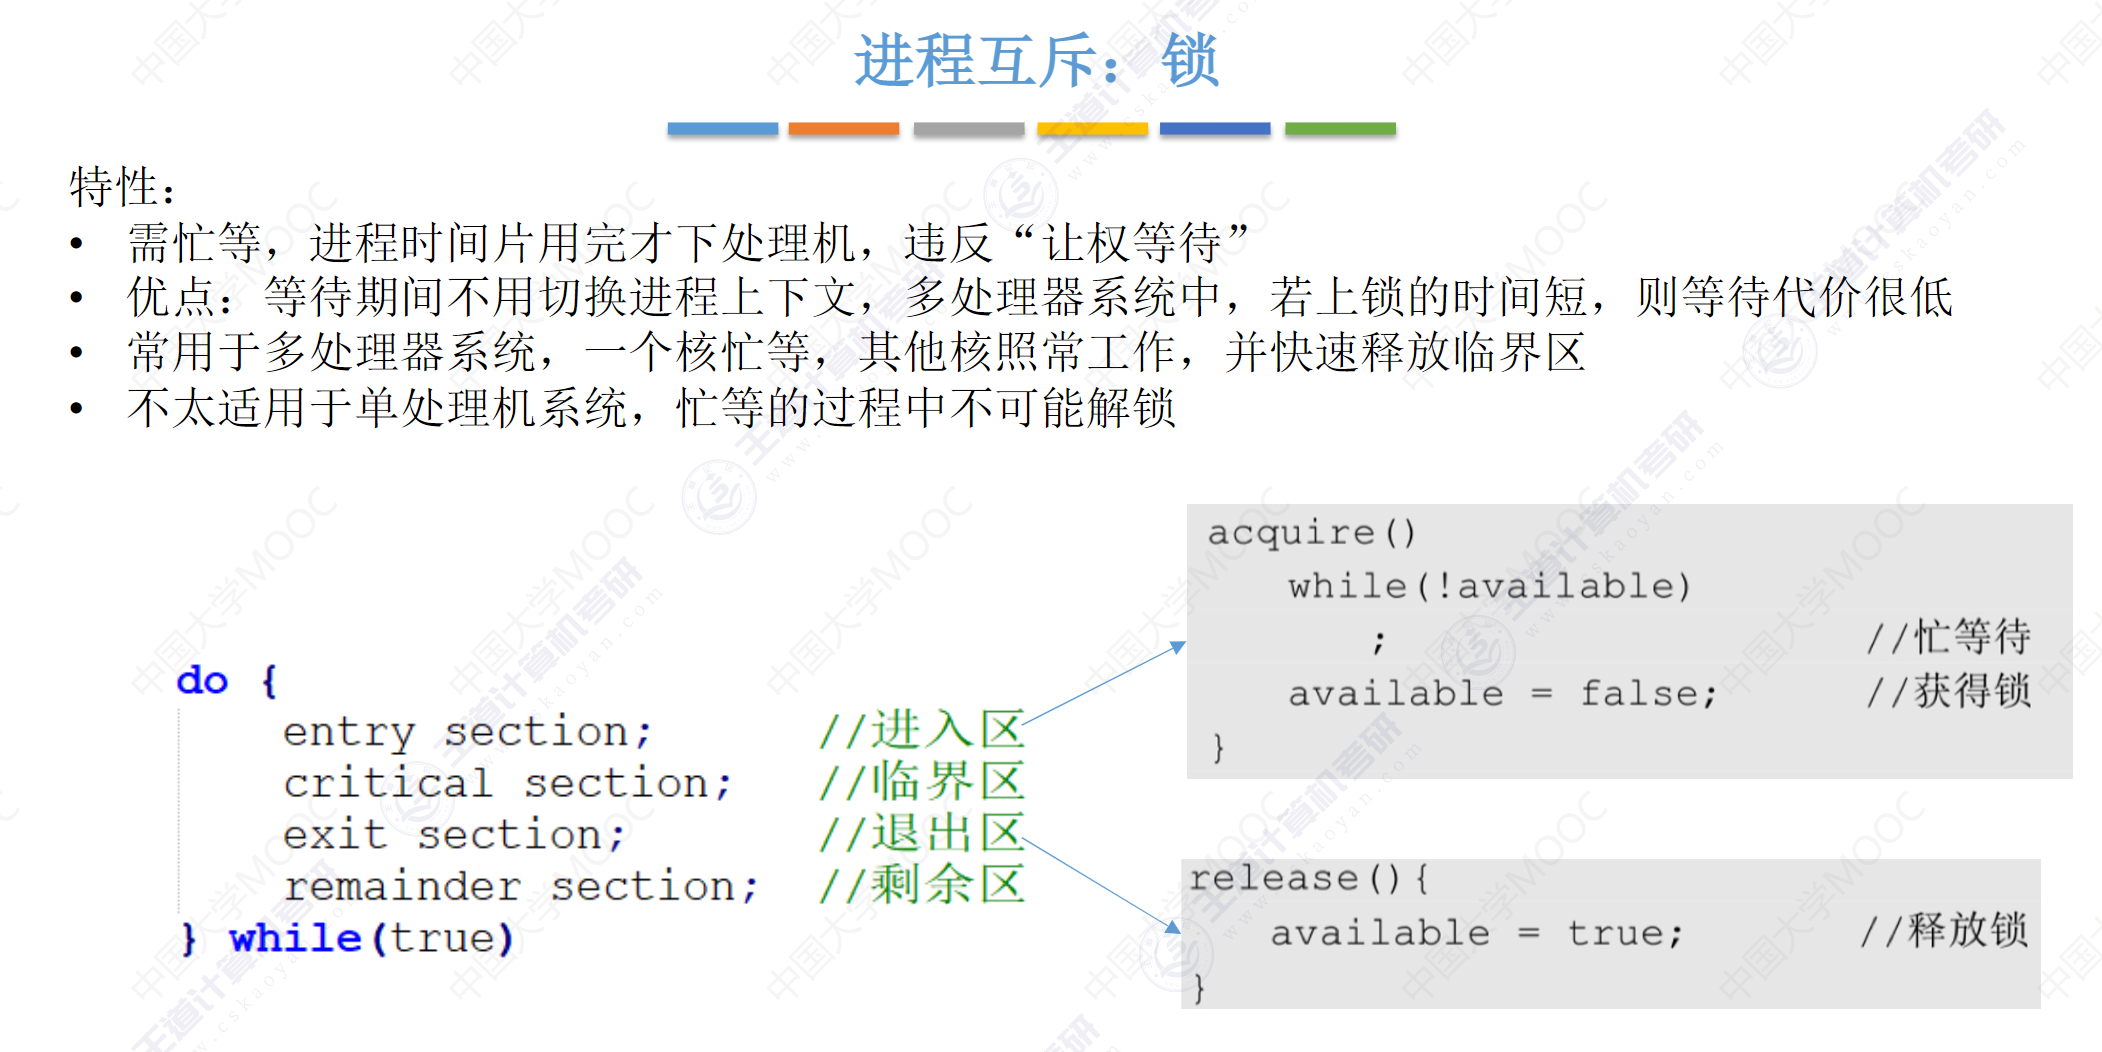 进程互斥：锁
特性：
• 需忙等，进程时间片用完才下处理机，违反“让权等待”
• 优点：等待期间不用切换进程上下文，多处理器系统中，若上锁的时间短，则等待代价很低
• 常用于多处理器系统，一个核忙等，其他核照常工作，并快速释放临界区
• 不太适用于单处理机系统，忙等的过程中不可能解锁
do {
entry section; //进入区
critical section; //临界区
exit section; //退出区
remainder section; //剩余区
} while(true)
acquire()
while(!available)
; //忙等待
available = false; //获得锁
}
release(){
available = true; //释放锁
}
中国大学MOOC
王道计算机考研
www.cskaoyan.com